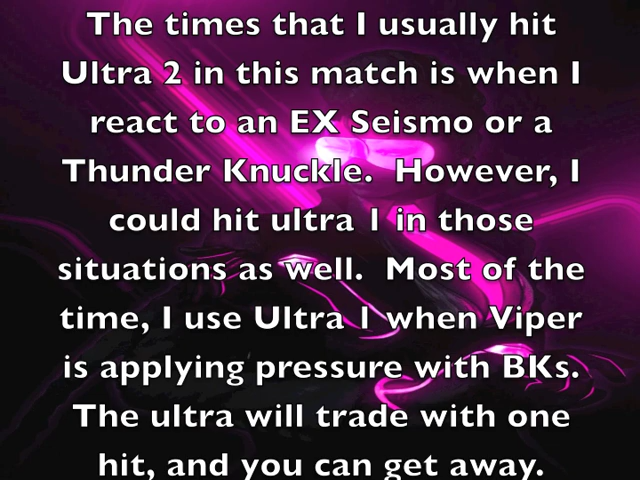 The times that I usually hit
Ultra 2 in this match is when I
react to an EX Seismo or a
Thunder Knuckle.  However, I
could hit ultra 1 in those
situations as well.  Most of the
time, I use Ultra 1 when Viper
is applying pressure with BKs.
The ultra will trade with one
hit, and you can get away.